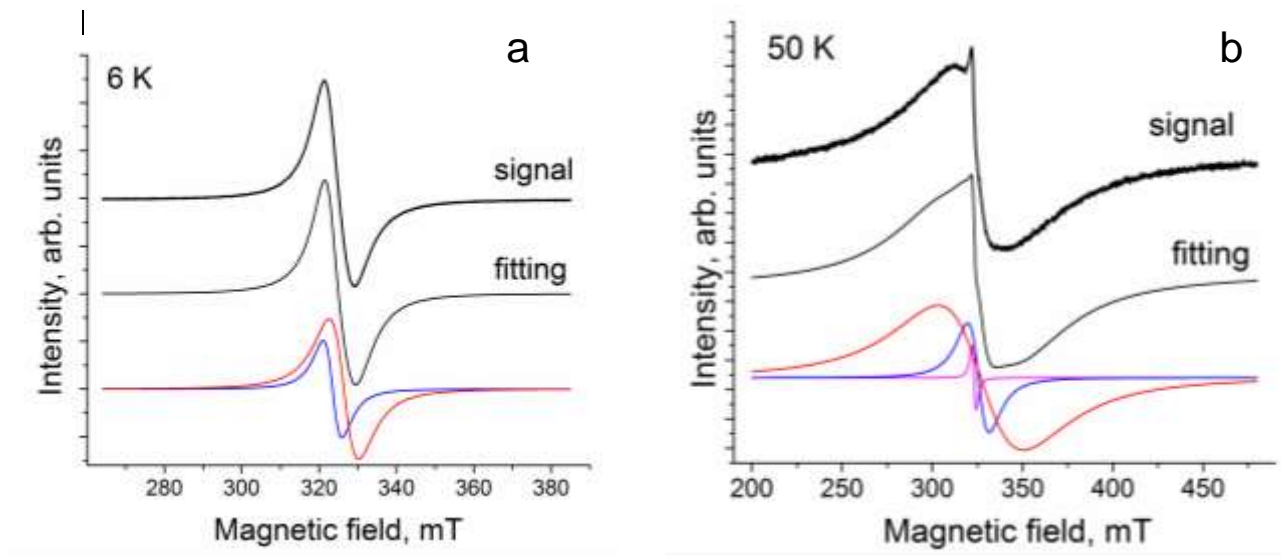 a
6 K
signal
fitting
Intensity, arb. units
280 300 320 340 360 380
Magnetic field, mT
b
50 K
signal
fitting
Intensity, arb. units
200 250 300 350 400 450
Magnetic field, mT